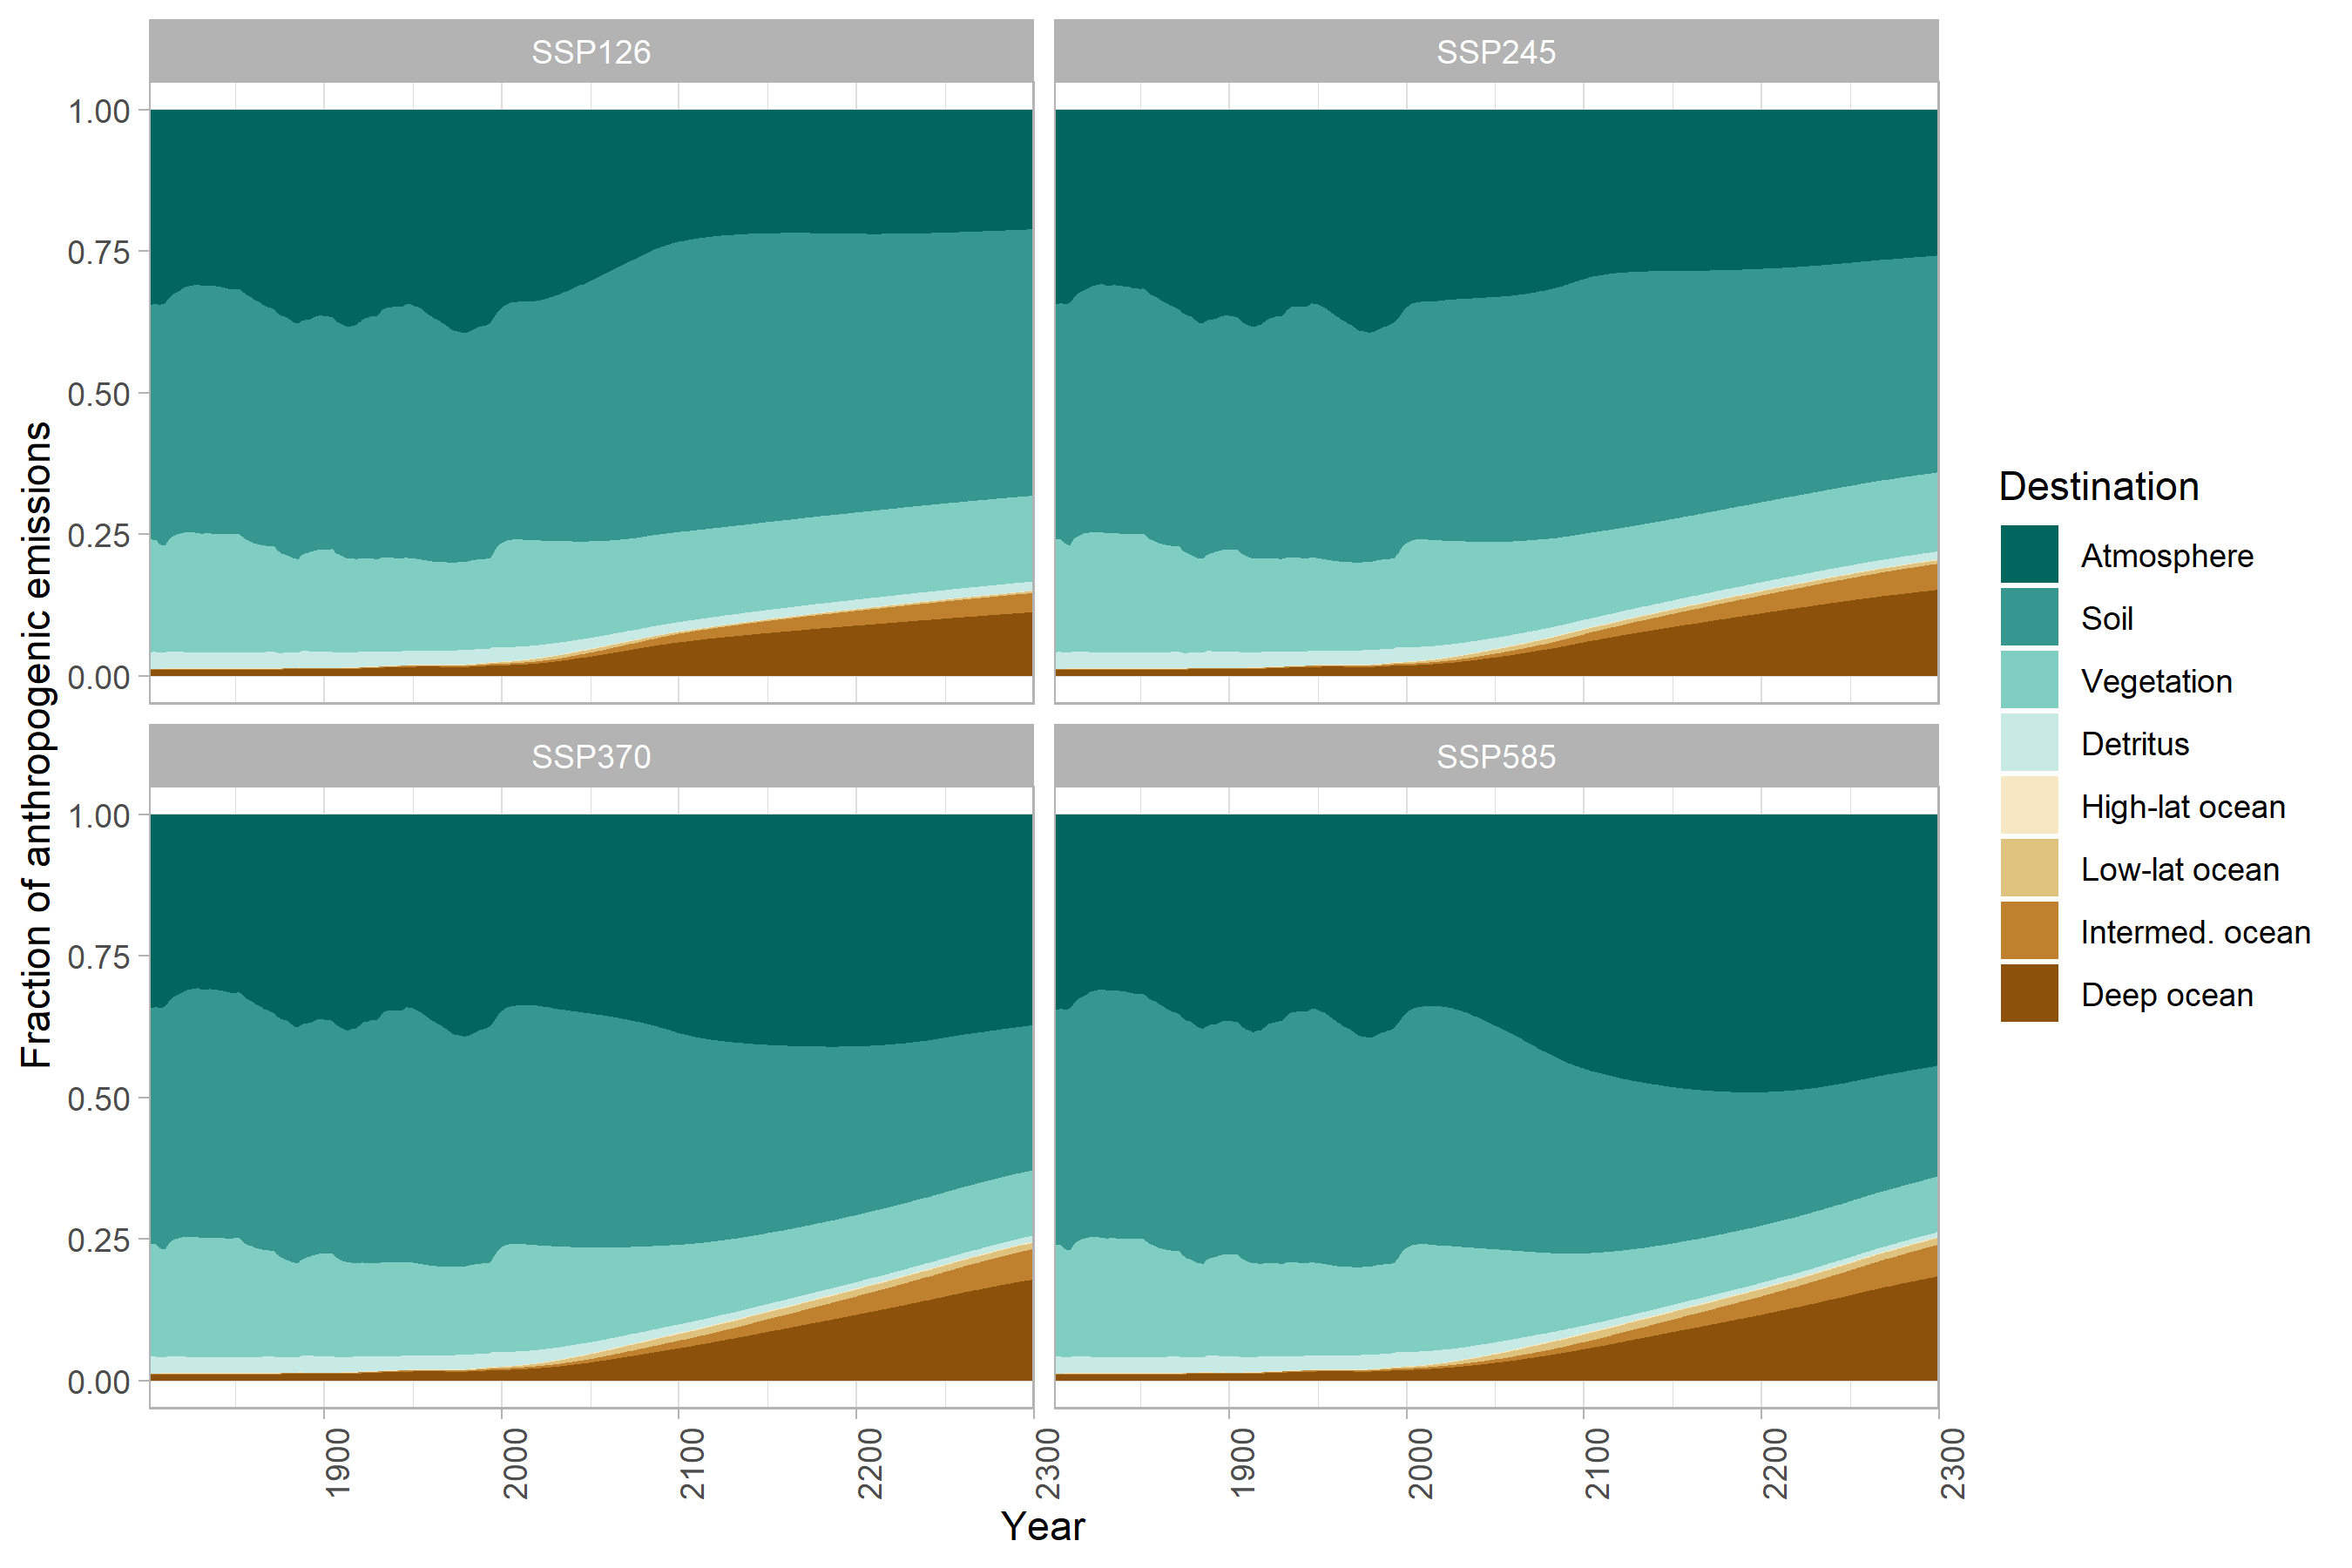 SSP126
SSP245
1.00
0.75
0.50
0.25
0.00
SSP370
SSP585
1.00
0.75
0.50
0.25
0.00
1900
2000
2100
2200
2300
1900
2000
2100
2200
2300
Year
Fraction of anthropogenic emissions
Destination
Atmosphere
Soil
Vegetation
Detritus
High-lat ocean
Low-lat ocean
Intermed. ocean
Deep ocean